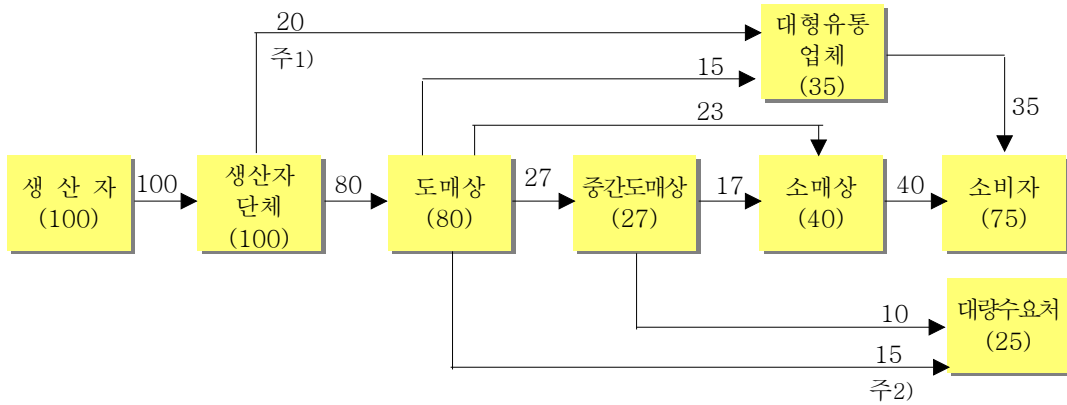 20
주1)
대형유통
업체
(35)
15
23
35
생 산 자
(100)
100
생산자
단체
(100)
80
도매상
(80)
27
중간도매상
(27)
17
소매상
(40)
40
소비자
(75)
10
대량수요처
(25)
15
주2)